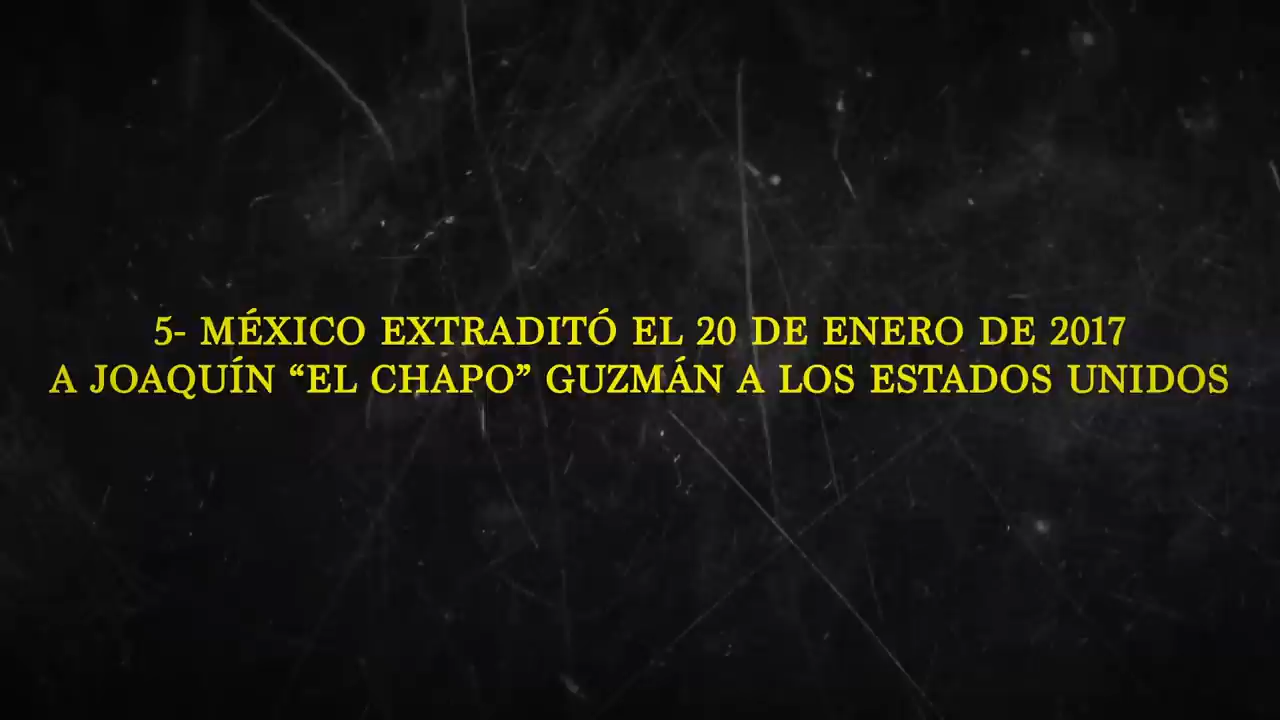 5- MÉXICO EXTRADITÓ EL 20 DE ENERO DE 2017
A JOAQUÍN “EL CHAPO” GUZMÁN A LOS ESTADOS UNIDOS